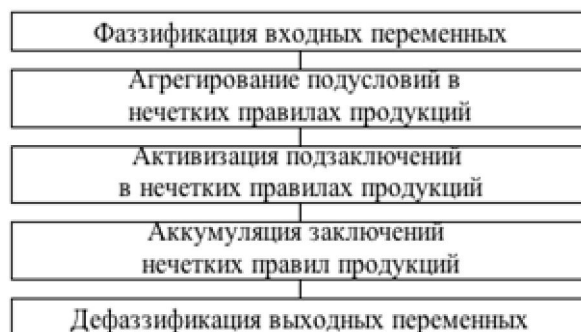 Фаззификация входных переменных
Агрегирование подусловий в
нечетких правилах продукций
Активизация подзаключений
в нечетких правилах продукций
Аккумуляция заключений
нечетких правил продукций
Дефаззификация выходных переменных